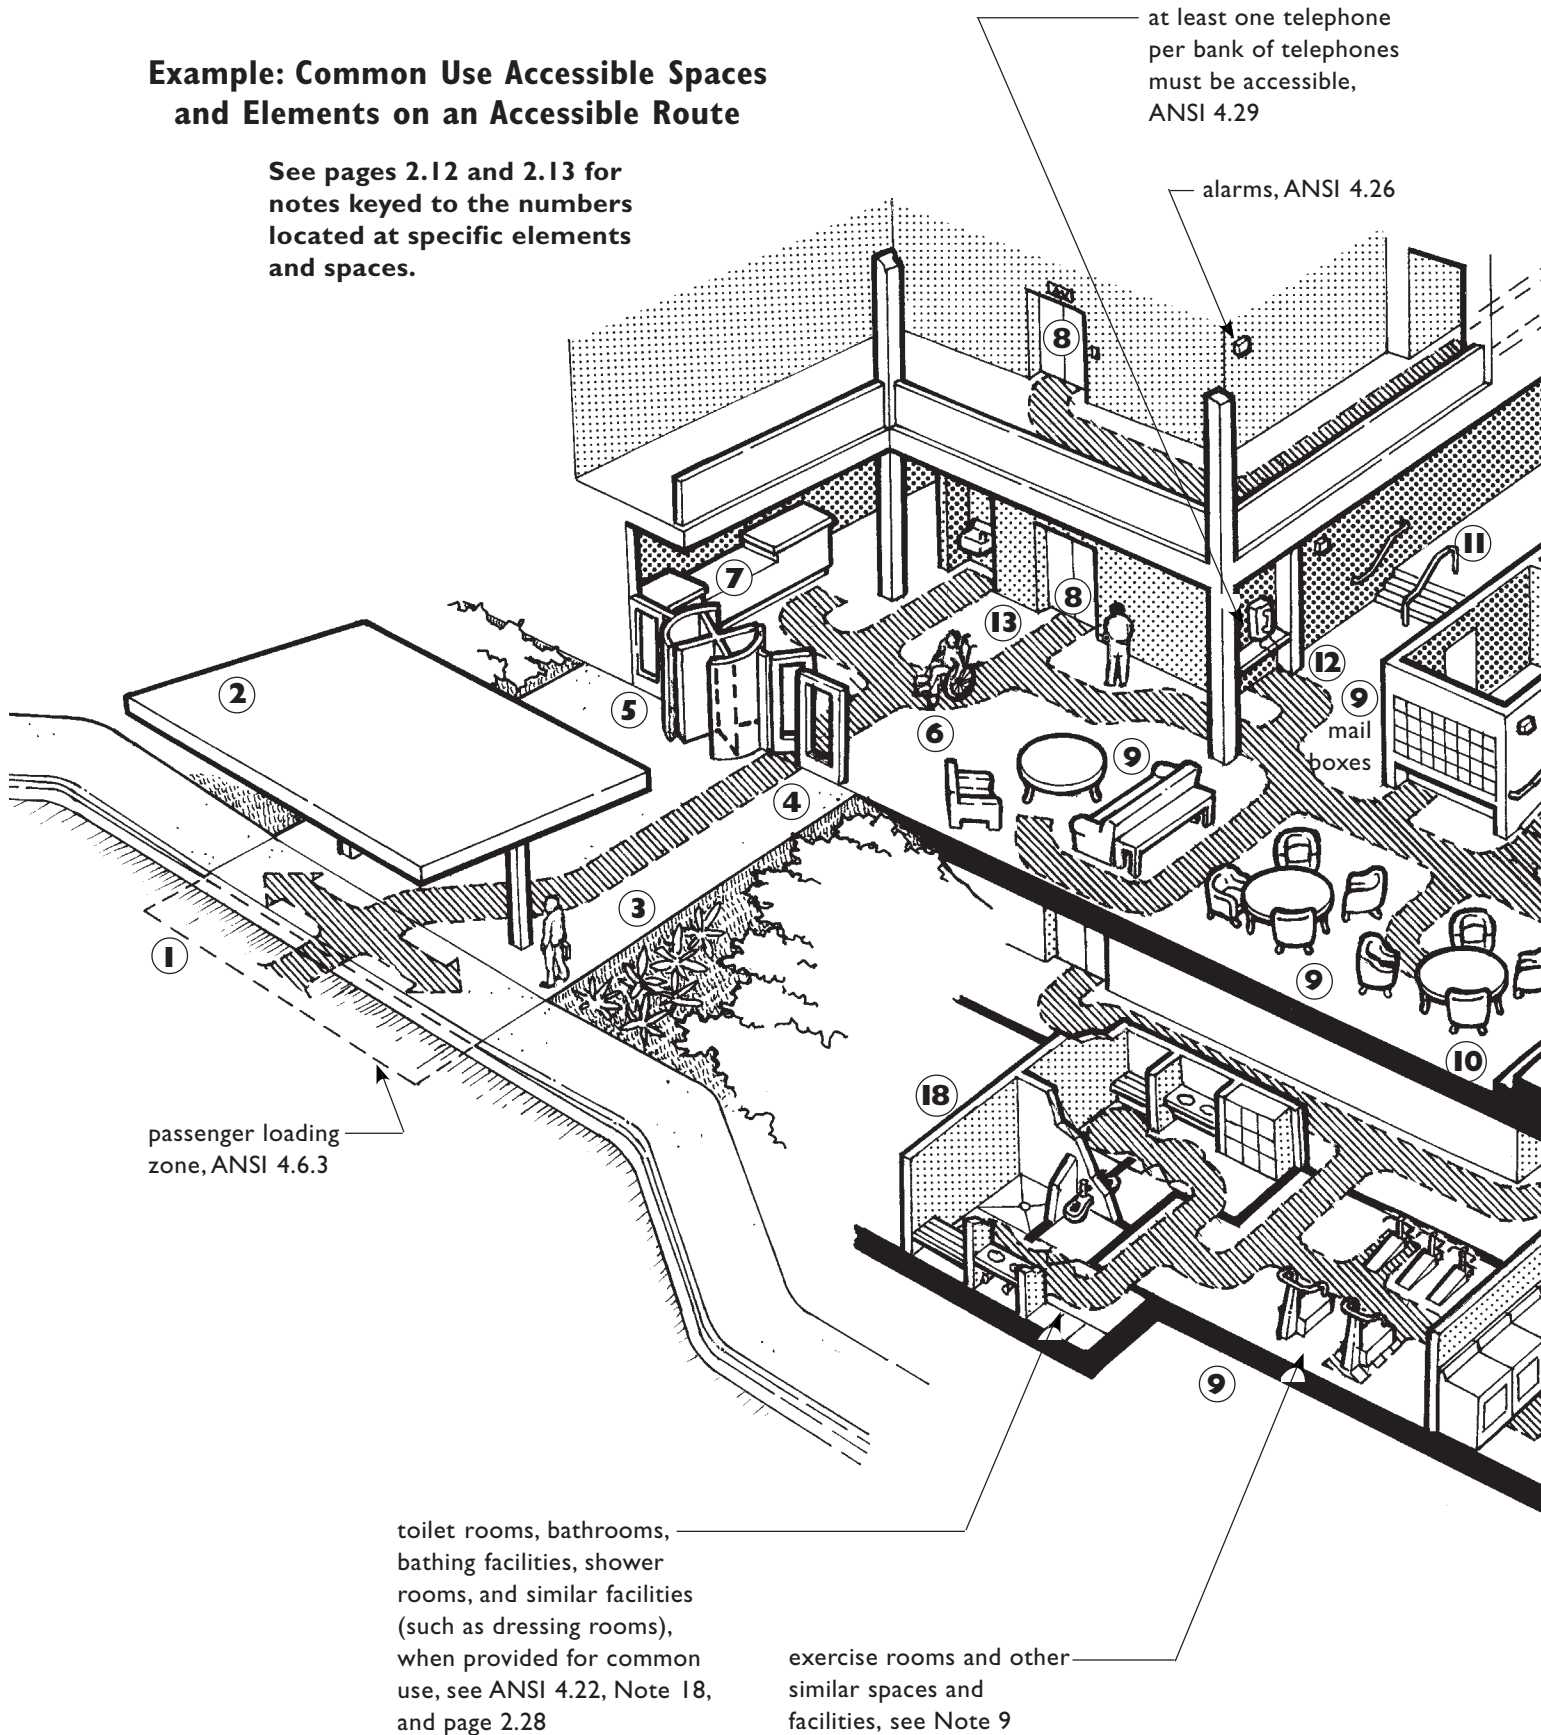 at least one telephone
per bank of telephones
must be accessible,
ANSI 4.29
Example: Common Use Accessible Spaces
and Elements on an Accessible Route
See pages 2.12 and 2.13 for
notes keyed to the numbers
located at specific elements
and spaces.
alarms, ANSI 4.26
8
11
7
8
13
12
2
5
9
mail
boxes
6
9
4
3
1
9
10
18
passenger loading
zone, ANSI 4.6.3
9
toilet rooms, bathrooms,
bathing facilities, shower
rooms, and similar facilities
(such as dressing rooms),
when provided for common
use, see ANSI 4.22, Note 18,
and page 2.28
exercise rooms and other
similar spaces and
facilities, see Note 9